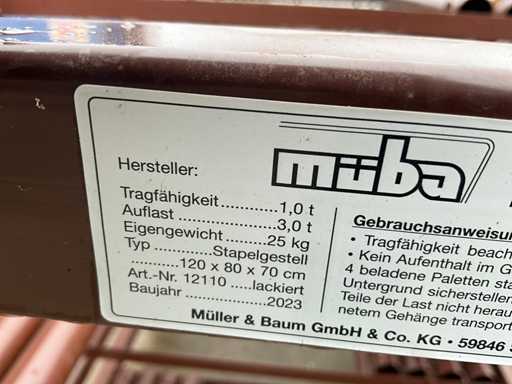 Hersteller:
müba
Tragfähigkeit..........1,0 t
Auflast ..................3,0 t
Eigengewicht.........25 kg
Typ ...........Stapelgestell
............120 x 80 x 70 cm
Art.-Nr. 12110 ...lackiert
Baujahr ..................2023
Gebrauchsanweisu
• Tragfähigkeit beach
• Kein Aufenthalt im G
4 beladene Paletten sta
Untergrund sicherstellen
Teile der Last nicht herau
netem Gehänge transport
Müller & Baum GmbH & Co. KG • 59846